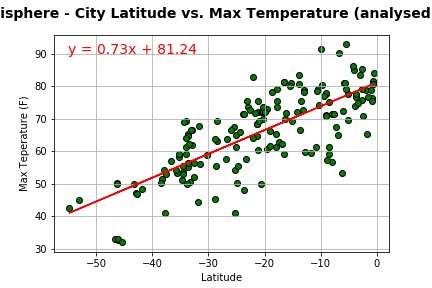 isphere - City Latitude vs. Max Temperature (analysed
y = 0.73x + 81.24
90
80
70
60
50
40
30
Max Teperature (F)
−50 −40 −30 −20 −10 0
Latitude